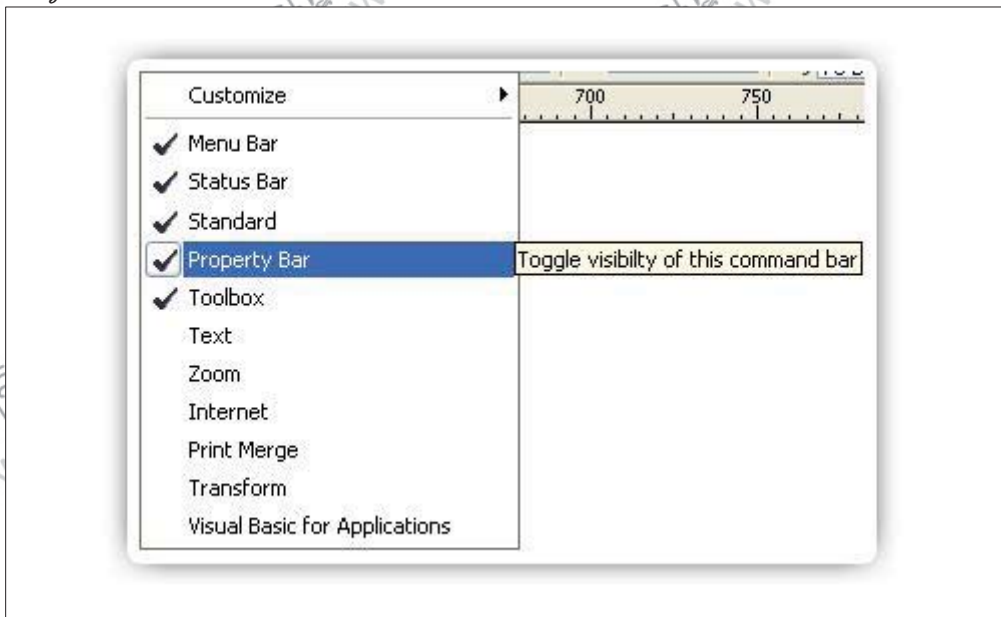 Customize
700 750
Menu Bar
Status Bar
Standard
Property Bar Toggle visibilty of this command bar
Toolbox
Text
Zoom
Internet
Print Merge
Transform
Visual Basic for Applications